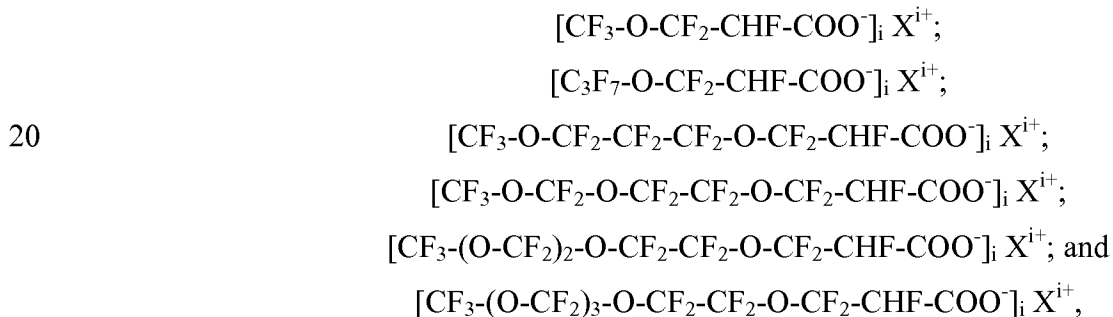 [CF₃-O-CF₂-CHF-COO⁻]ᵢ Xⁱ⁺;
[C₃F₇-O-CF₂-CHF-COO⁻]ᵢ Xⁱ⁺;
20 [CF₃-O-CF₂-CF₂-CF₂-O-CF₂-CHF-COO⁻]ᵢ Xⁱ⁺;
[CF₃-O-CF₂-O-CF₂-CF₂-O-CF₂-CHF-COO⁻]ᵢ Xⁱ⁺;
[CF₃-(O-CF₂)₂-O-CF₂-CF₂-O-CF₂-CHF-COO⁻]ᵢ Xⁱ⁺; and
[CF₃-(O-CF₂)₃-O-CF₂-CF₂-O-CF₂-CHF-COO⁻]ᵢ Xⁱ⁺,